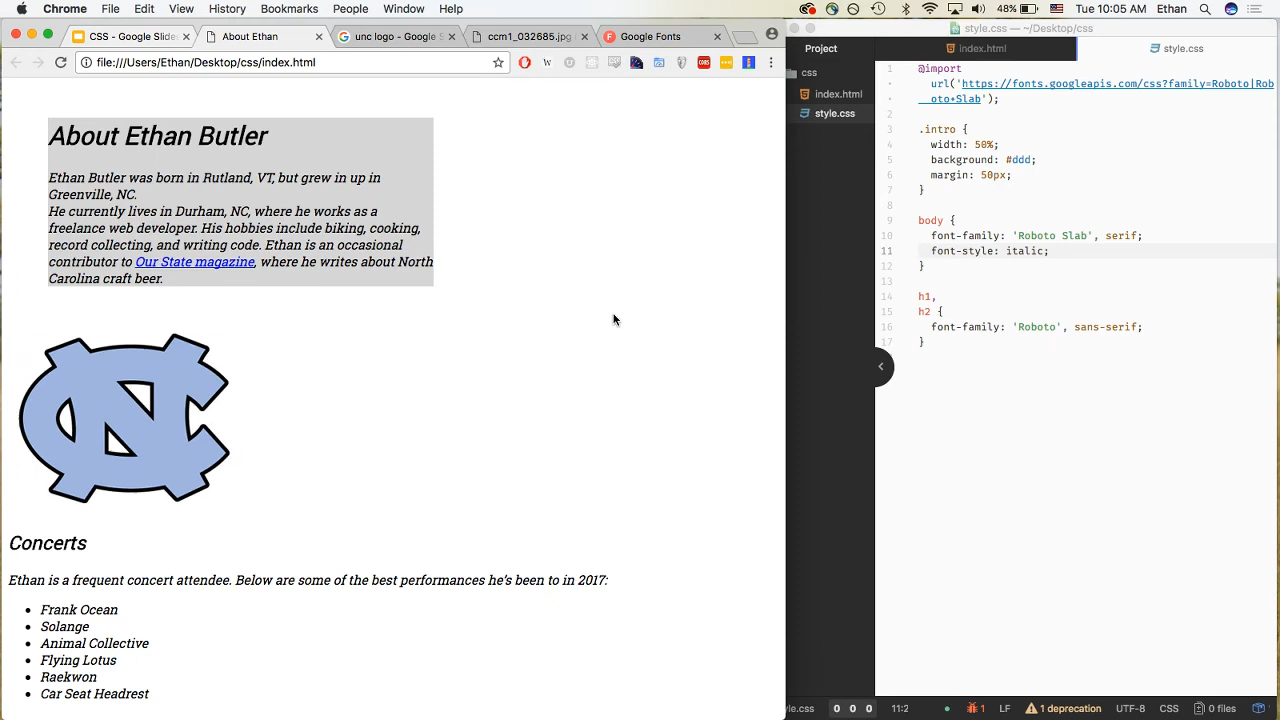 Chrome File Edit View History Bookmarks People Window Help 48% Tue 10:05 AM Ethan
CU - Google Slides About Ethan unc logo - Google S ncm1_032685.jpg Google Fonts
file:///Users/Ethan/Desktop/css/index.html
About Ethan Butler
Ethan Butler was born in Rutland, VT, but grew in up in
Greenville, NC.
He currently lives in Durham, NC, where he works as a
freelance web developer. His hobbies include biking, cooking,
record collecting, and writing code. Ethan is an occasional
contributor to Our State magazine, where he writes about North
Carolina craft beer.
NC
Concerts
Ethan is a frequent concert attendee. Below are some of the best performances he's been to in 2017:
Frank Ocean
Solange
Animal Collective
Flying Lotus
Raekwon
Car Seat Headrest
style.css — ~/Desktop/css
Project
css
index.html
style.css
index.html style.css
1 @import
url('https://fonts.googleapis.com/css?family=Roboto|Rob
oto+Slab');
2
3 .intro {
4 width: 50%;
5 background: #ddd;
6 margin: 50px;
7 }
8
9 body {
10 font-family: 'Roboto Slab', serif;
11 font-style: italic;
12 }
13
14 h1,
15 h2 {
16 font-family: 'Roboto', sans-serif;
17 }
yle.css 0 0 0 11:2 1 LF 1 deprecation UTF-8 CSS 0 files